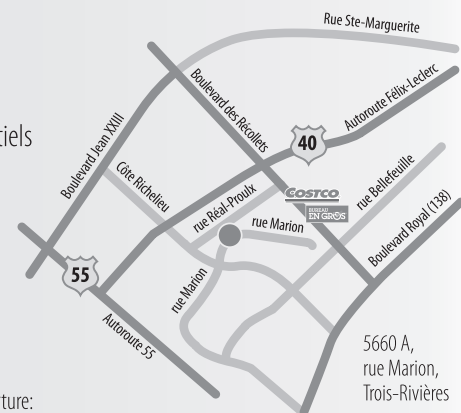 Rue Ste-Marguerite
Boulevard des Récollets
Autoroute Félix-Leclerc
tiels
Boulevard Jean XXIII
40
Côte Richelieu
rue Réal-Proulx
COSTCO
BUREAU
EN GROS
rue Bellefeuille
rue Marion
Boulevard Royal (138)
55
rue Marion
Autoroute 55
5660 A,
rue Marion,
Trois-Rivières
rture: